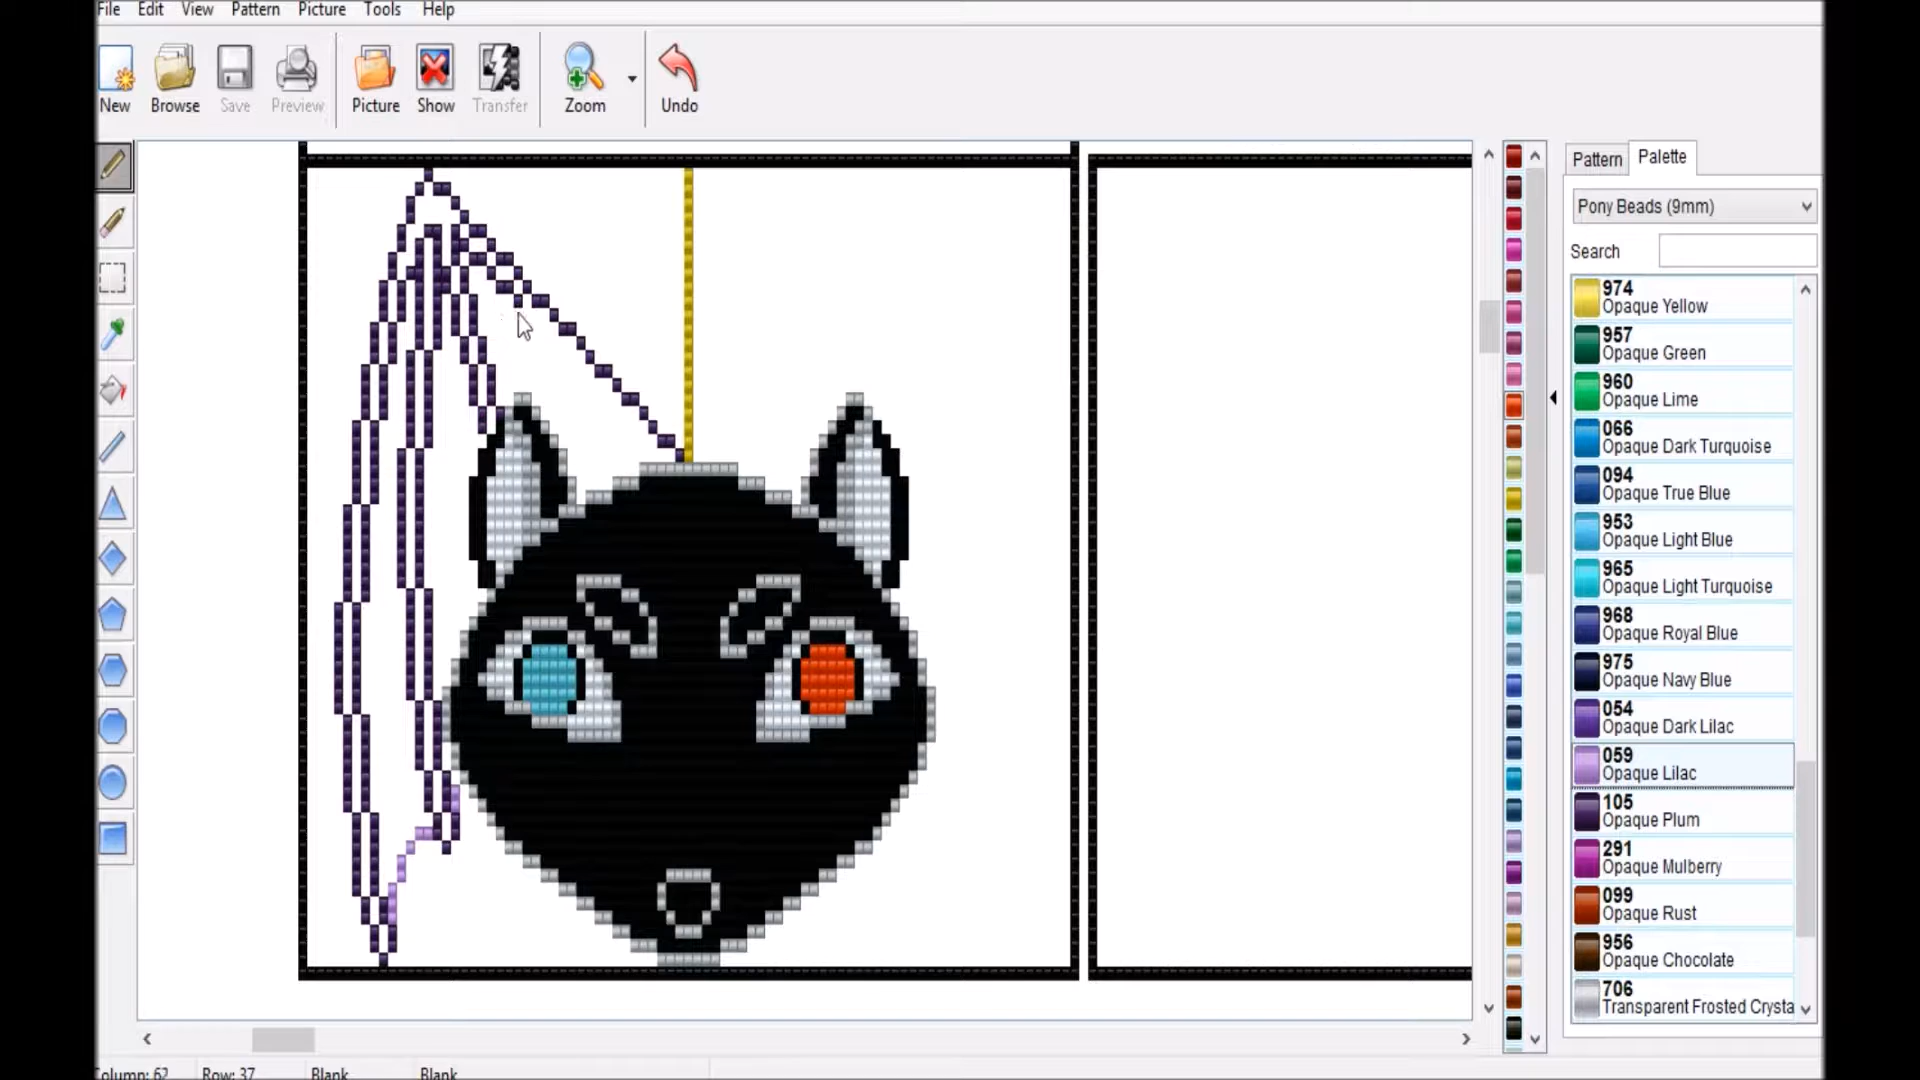 File Edit View Pattern Picture Tools Help
New Browse Save Preview Picture Show Transfer Zoom Undo
Pattern Palette
Pony Beads (9mm)
Search
974
Opaque Yellow
957
Opaque Green
960
Opaque Lime
066
Opaque Dark Turquoise
094
Opaque True Blue
953
Opaque Light Blue
965
Opaque Light Turquoise
968
Opaque Royal Blue
975
Opaque Navy Blue
054
Opaque Dark Lilac
059
Opaque Lilac
105
Opaque Plum
291
Opaque Mulberry
099
Opaque Rust
956
Opaque Chocolate
706
Transparent Frosted Crysta
Column: 62 Row: 37 Blank Blank